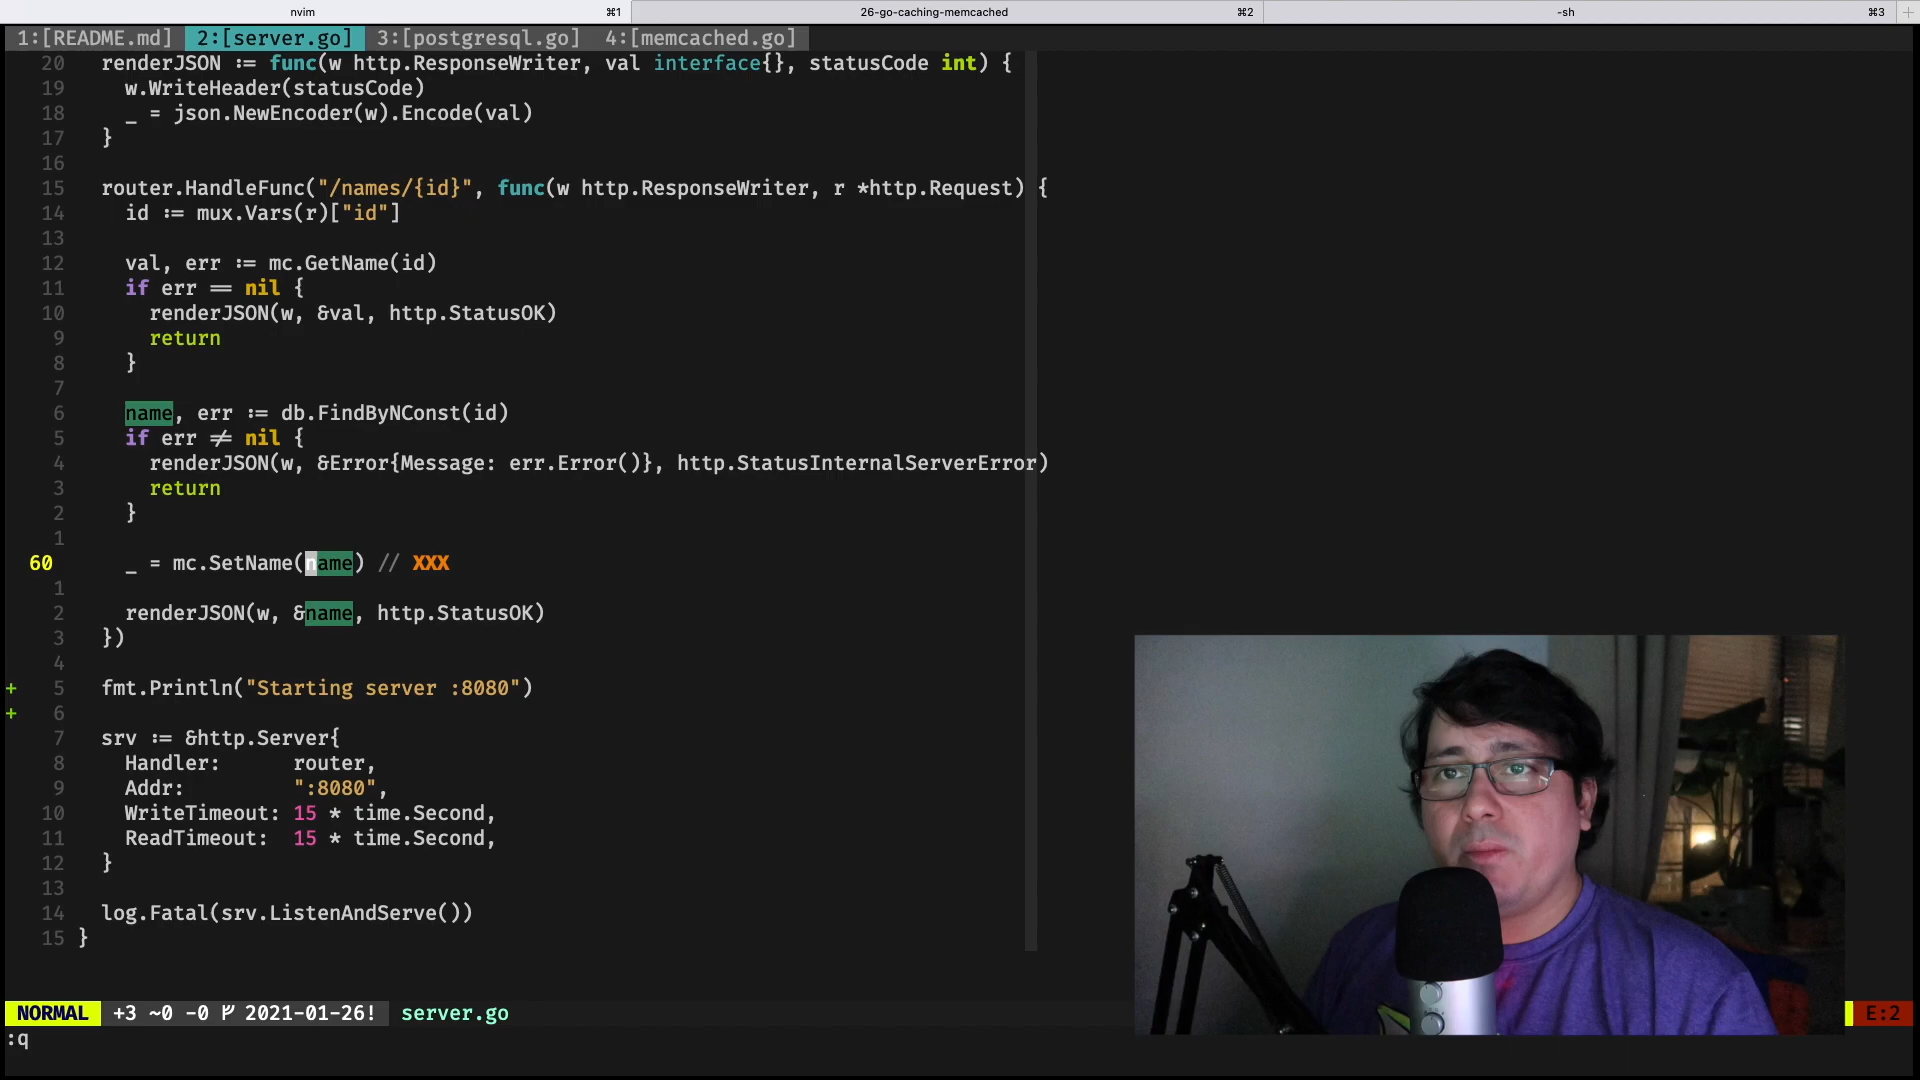 nvim ⌘1 26-go-caching-memcached ⌘2 -sh ⌘3 +
1:[README.md] 2:[server.go] 3:[postgresql.go] 4:[memcached.go]
20 renderJSON := func(w http.ResponseWriter, val interface{}, statusCode int) {
19 w.WriteHeader(statusCode)
18 _ = json.NewEncoder(w).Encode(val)
17 }
16
15 router.HandleFunc("/names/{id}", func(w http.ResponseWriter, r *http.Request) {
14 id := mux.Vars(r)["id"]
13
12 val, err := mc.GetName(id)
11 if err == nil {
10 renderJSON(w, &val, http.StatusOK)
9 return
8 }
7
6 name, err := db.FindByNConst(id)
5 if err ≠ nil {
4 renderJSON(w, &Error{Message: err.Error()}, http.StatusInternalServerError)
3 return
2 }
1
60 _ = mc.SetName(name) // XXX
1
2 renderJSON(w, &name, http.StatusOK)
3 })
4
+ 5 fmt.Println("Starting server :8080")
+ 6
7 srv := &http.Server{
8 Handler: router,
9 Addr: ":8080",
10 WriteTimeout: 15 * time.Second,
11 ReadTimeout: 15 * time.Second,
12 }
13
14 log.Fatal(srv.ListenAndServe())
15 }
NORMAL +3 ~0 -0 2021-01-26! server.go E:2
:q